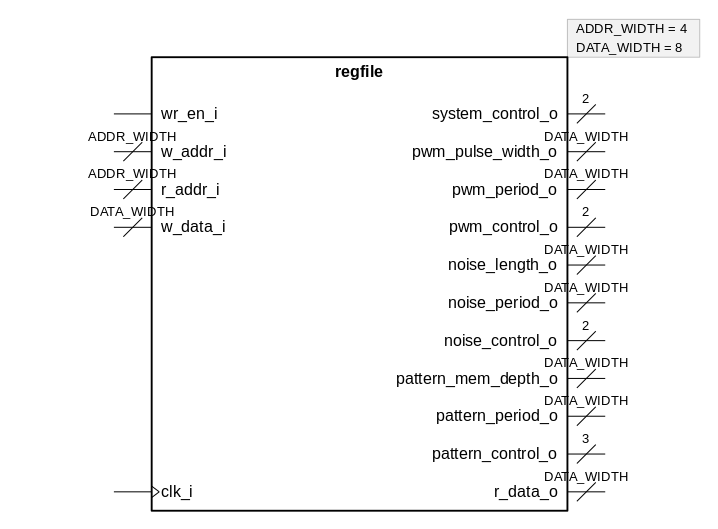 ADDR_WIDTH = 4
DATA_WIDTH = 8
regfile
wr_en_i
ADDR_WIDTH
w_addr_i
ADDR_WIDTH
r_addr_i
DATA_WIDTH
w_data_i
clk_i
2
system_control_o
DATA_WIDTH
pwm_pulse_width_o
DATA_WIDTH
pwm_period_o
2
pwm_control_o
DATA_WIDTH
noise_length_o
DATA_WIDTH
noise_period_o
2
noise_control_o
DATA_WIDTH
pattern_mem_depth_o
DATA_WIDTH
pattern_period_o
3
pattern_control_o
DATA_WIDTH
r_data_o